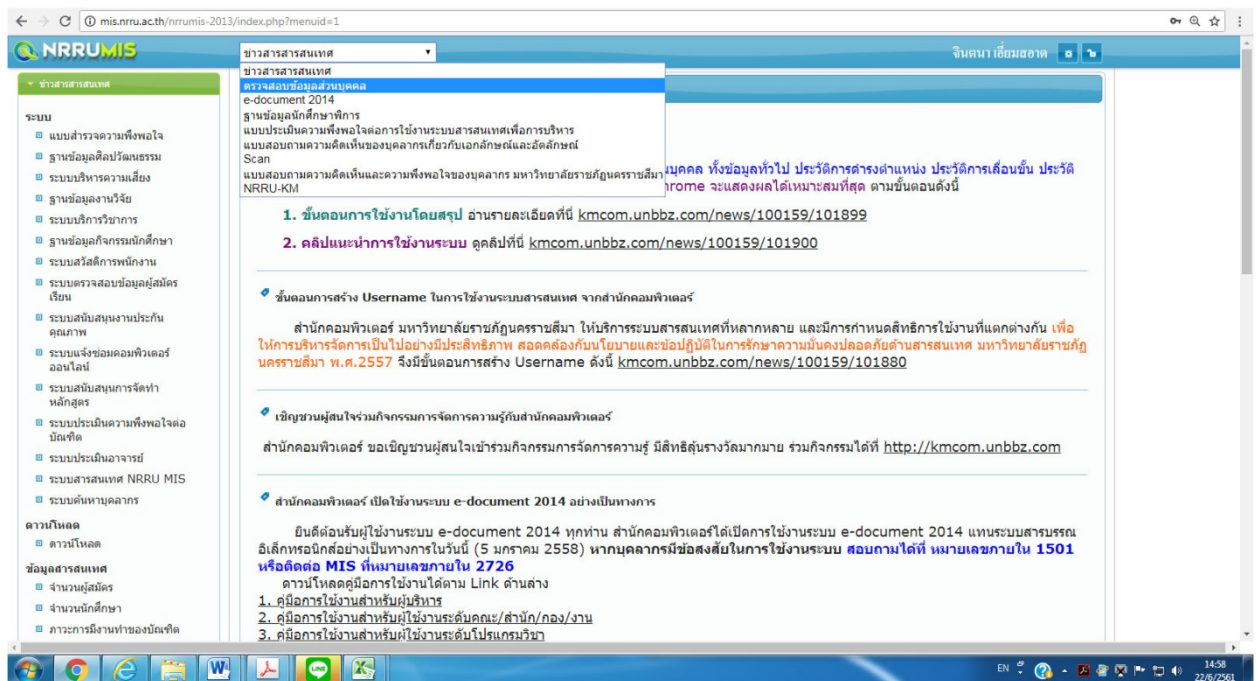 mis.nrru.ac.th/nrrumis-2013/index.php?menuid=1
NRRUMIS
ข่าวสารสารสนเทศ
จินตนา เอี่ยมสอาด
ข่าวสารสารสนเทศ
ตรวจสอบข้อมูลส่วนบุคคล
e-document 2014
ฐานข้อมูลนักศึกษาพิการ
แบบประเมินความพึงพอใจต่อการใช้งานระบบสารสนเทศเพื่อการบริหาร
แบบสอบถามความคิดเห็นของบุคลากรเกี่ยวกับเอกลักษณ์และอัตลักษณ์
Scan
แบบสอบถามความคิดเห็นและความพึงพอใจของบุคลากร มหาวิทยาลัยราชภัฏนครราชสีมา
NRRU-KM
ข่าวสารสารสนเทศ
ระบบ
แบบสำรวจความพึงพอใจ
ฐานข้อมูลศิลปวัฒนธรรม
ระบบบริหารความเสี่ยง
ฐานข้อมูลงานวิจัย
ระบบบริการวิชาการ
ฐานข้อมูลกิจกรรมนักศึกษา
ระบบสวัสดิการพนักงาน
ระบบตรวจสอบข้อมูลผู้สมัคร
เรียน
ระบบสนับสนุนงานประกัน
คุณภาพ
ระบบแจ้งซ่อมคอมพิวเตอร์
ออนไลน์
ระบบสนับสนุนการจัดทำ
หลักสูตร
ระบบประเมินความพึงพอใจต่อ
บัณฑิต
ระบบประเมินอาจารย์
ระบบสารสนเทศ NRRU MIS
ระบบค้นหาบุคลากร
ดาวน์โหลด
ดาวน์โหลด
ข้อมูลสารสนเทศ
จำนวนผู้สมัคร
จำนวนนักศึกษา
ภาวะการมีงานทำของบัณฑิต
นบุคคล ทั้งข้อมูลทั่วไป ประวัติการดำรงตำแหน่ง ประวัติการเลื่อนขั้น ประวัติ
hrome จะแสดงผลได้เหมาะสมที่สุด ตามขั้นตอนดังนี้
1. ขั้นตอนการใช้งานโดยสรุป อ่านรายละเอียดที่นี่ kmcom.unbbz.com/news/100159/101899
2. คลิปแนะนำการใช้งานระบบ ดูคลิปที่นี่ kmcom.unbbz.com/news/100159/101900
ขั้นตอนการสร้าง Username ในการใช้งานระบบสารสนเทศ จากสำนักคอมพิวเตอร์
สำนักคอมพิวเตอร์ มหาวิทยาลัยราชภัฏนครราชสีมา ให้บริการระบบสารสนเทศที่หลากหลาย และมีการกำหนดสิทธิการใช้งานที่แตกต่างกัน เพื่อ
ให้การบริหารจัดการเป็นไปอย่างมีประสิทธิภาพ สอดคล้องกับนโยบายและข้อปฏิบัติในการรักษาความมั่นคงปลอดภัยด้านสารสนเทศ มหาวิทยาลัยราชภัฏ
นครราชสีมา พ.ศ.2557 จึงมีขั้นตอนการสร้าง Username ดังนี้ kmcom.unbbz.com/news/100159/101880
เชิญชวนผู้สนใจร่วมกิจกรรมการจัดการความรู้กับสำนักคอมพิวเตอร์
สำนักคอมพิวเตอร์ ขอเชิญชวนผู้สนใจเข้าร่วมกิจกรรมการจัดการความรู้ มีสิทธิลุ้นรางวัลมากมาย ร่วมกิจกรรมได้ที่ http://kmcom.unbbz.com
สำนักคอมพิวเตอร์ เปิดใช้งานระบบ e-document 2014 อย่างเป็นทางการ
ยินดีต้อนรับผู้ใช้งานระบบ e-document 2014 ทุกท่าน สำนักคอมพิวเตอร์ได้เปิดการใช้งานระบบ e-document 2014 แทนระบบสารบรรณ
อิเล็กทรอนิกส์อย่างเป็นทางการในวันนี้ (5 มกราคม 2558) หากบุคลากรมีข้อสงสัยในการใช้งานระบบ สอบถามได้ที่ หมายเลขภายใน 1501
หรือติดต่อ MIS ที่หมายเลขภายใน 2726
ดาวน์โหลดคู่มือการใช้งานได้ตาม Link ด้านล่าง
1. คู่มือการใช้งานสำหรับผู้บริหาร
2. คู่มือการใช้งานสำหรับผู้ใช้งานระดับคณะ/สำนัก/กอง/งาน
3. คู่มือการใช้งานสำหรับผู้ใช้งานระดับโปรแกรมวิชา
EN
14:58
22/6/2561